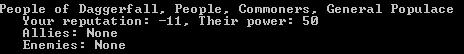 People of Daggerfall, People, Commoners, General Populace
Your reputation: -11, Their power: 50
Allies: None
Enemies: None